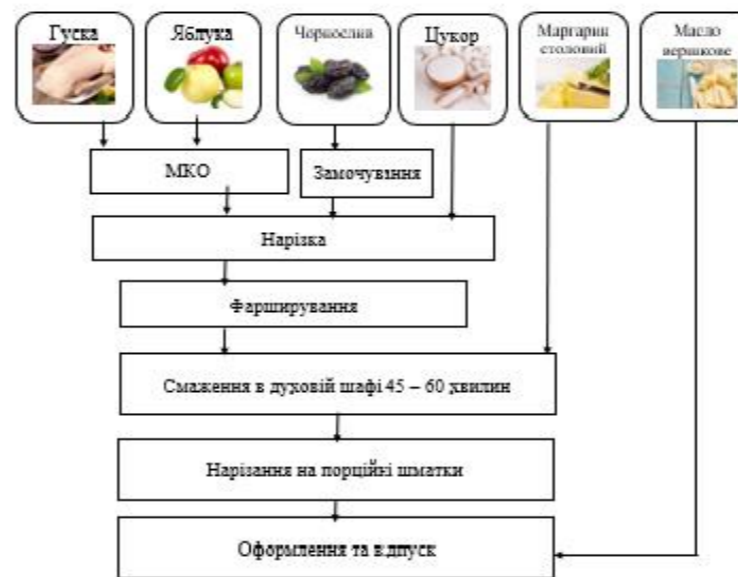 Гуска
Яблука
Чорнослив
Цукор
Маргарин
столовий
Масло
вершкове
МКО
Замочування
Нарізка
Фарширування
Смаження в духовій шафі 45 – 60 хвилин
Нарізання на порційні шматки
Оформлення та відпуск